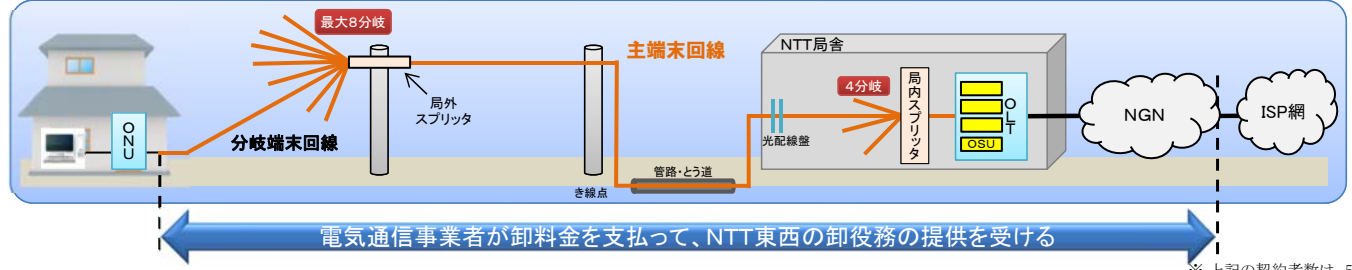 最大8分岐
主端末回線
NTT局舎
4分岐
局内スプリッタ
OLT
OSU
NGN
ISP網
ONU
局外
スプリッタ
分岐端末回線
光配線盤
管路・とう道
き線点
電気通信事業者が卸料金を支払って、NTT東西の卸役務の提供を受ける